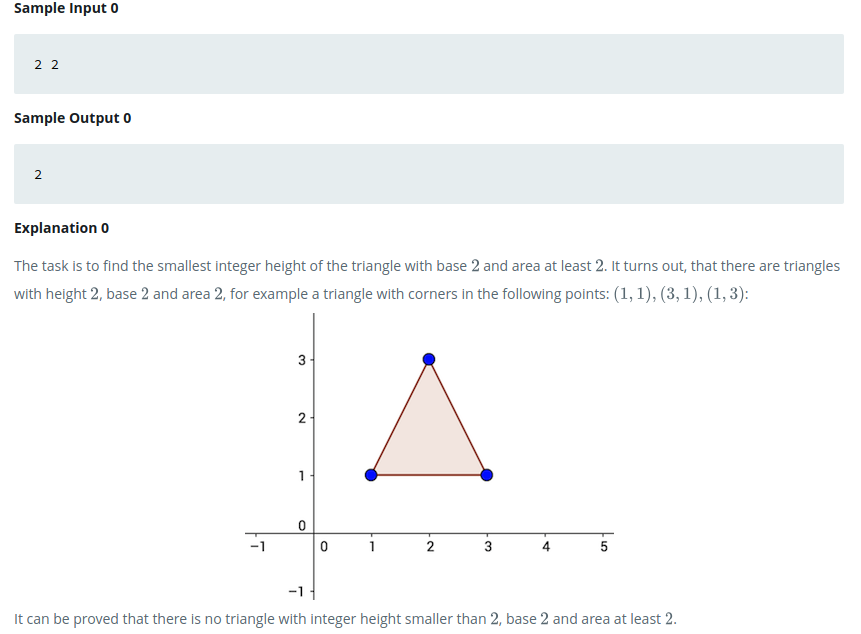 Sample Input 0
2 2
Sample Output 0
2
Explanation 0
The task is to find the smallest integer height of the triangle with base 2 and area at least 2. It turns out, that there are triangles
with height 2, base 2 and area 2, for example a triangle with corners in the following points: (1, 1), (3, 1), (1, 3):
3
2
1
0
−1 0 1 2 3 4 5
−1
It can be proved that there is no triangle with integer height smaller than 2, base 2 and area at least 2.